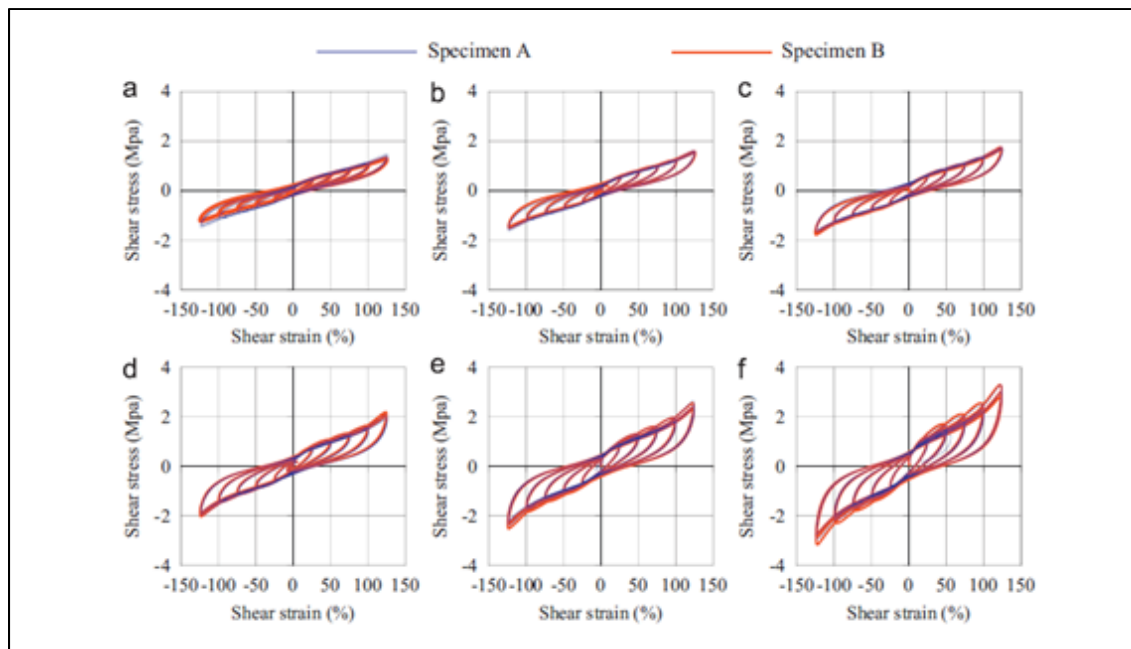 Specimen A Specimen B
a b c
4 4 4
2 2 2
0 0 0
-2 -2 -2
-4 -4 -4
Shear stress (Mpa) Shear stress (Mpa) Shear stress (Mpa)
-150 -100 -50 0 50 100 150 -150 -100 -50 0 50 100 150 -150 -100 -50 0 50 100 150
Shear strain (%) Shear strain (%) Shear strain (%)
d e f
4 4 4
2 2 2
0 0 0
-2 -2 -2
-4 -4 -4
Shear stress (Mpa) Shear stress (Mpa) Shear stress (Mpa)
-150 -100 -50 0 50 100 150 -150 -100 -50 0 50 100 150 -150 -100 -50 0 50 100 150
Shear strain (%) Shear strain (%) Shear strain (%)